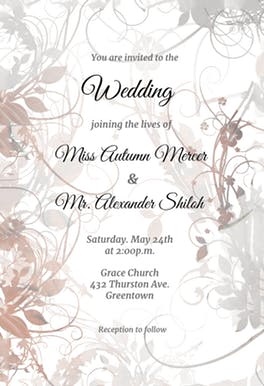 You are invited to the
Wedding
joining the lives of
Miss Autumn Mercer
&
Mr. Alexander Shiloh
Saturday. May 24th
at 2:00p.m.
Grace Church
432 Thurston Ave.
Greentown
Reception to follow